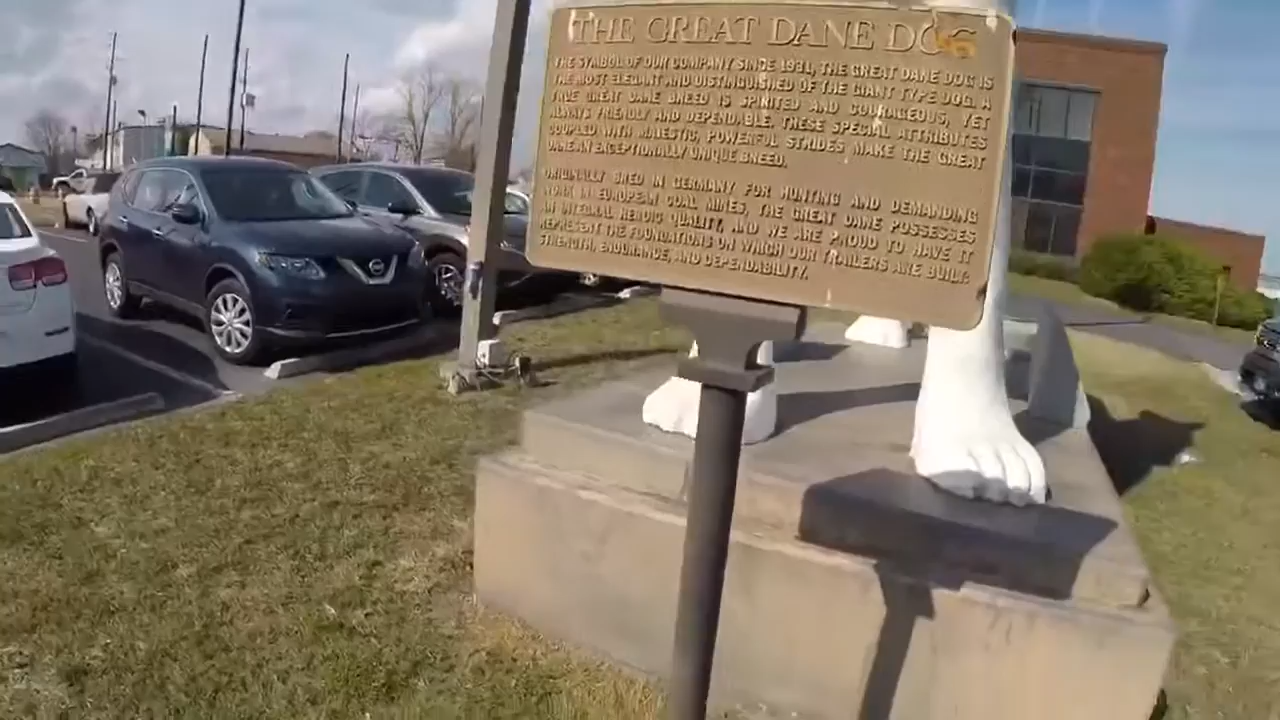 THE GREAT DANE DOG
THE SYMBOL OF OUR COMPANY SINCE 1931, THE GREAT DANE DOG IS
THE MOST ELEGANT AND DISTINGUISHED OF THE GIANT TYPE DOG. A
TRUE GREAT DANE BREED IS SPIRITED AND COURAGEOUS, YET
ALWAYS FRIENDLY AND DEPENDABLE. THESE SPECIAL ATTRIBUTES
COUPLED WITH MAJESTIC, POWERFUL STRIDES MAKE THE GREAT
DANE AN EXCEPTIONALLY UNIQUE BREED.
ORIGINALLY BRED IN GERMANY FOR HUNTING AND DEMANDING
WORK IN EUROPEAN COAL MINES, THE GREAT DANE POSSESSES
AN INTEGRAL HEROIC QUALITY, AND WE ARE PROUD TO HAVE IT
REPRESENT THE FOUNDATIONS ON WHICH OUR TRAILERS ARE BUILT.
STRENGTH, ENDURANCE, AND DEPENDABILITY.